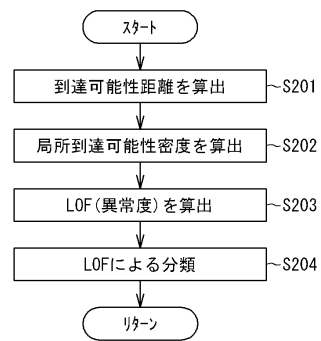 スタート
到達可能性距離を算出 S201
局所到達可能性密度を算出 S202
LOF(異常度)を算出 S203
LOFによる分類 S204
リターン